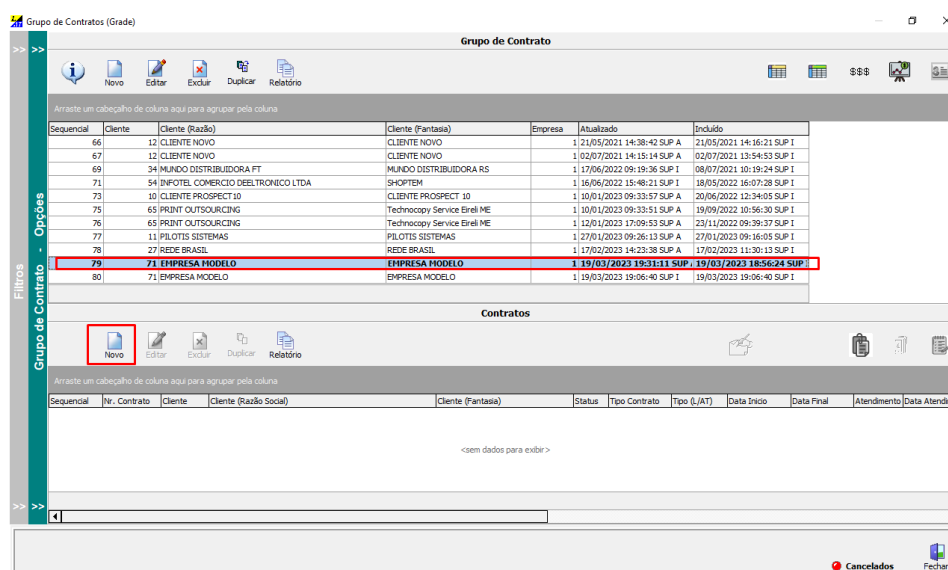 Grupo de Contratos (Grade)
Grupo de Contrato
>> >>
Novo Editar Excluir Duplicar Relatório $$$
Arraste um cabeçalho de coluna aqui para agrupar pela coluna
Sequencial Cliente Cliente (Razão) Cliente (Fantasia) Empresa Atualizado Incluído
66 12 CLIENTE NOVO CLIENTE NOVO 1 21/05/2021 14:38:42 SUP A 21/05/2021 14:16:21 SUP I
67 12 CLIENTE NOVO CLIENTE NOVO 1 02/07/2021 14:15:14 SUP A 02/07/2021 13:54:53 SUP I
69 34 MUNDO DISTRIBUIDORA FT MUNDO DISTRIBUIDORA RS 1 17/06/2022 09:19:36 SUP I 08/07/2021 10:19:24 SUP I
71 54 INFOTEL COMERCIO DEELTRONICO LTDA SHOPTEM 1 16/06/2022 15:48:21 SUP I 18/05/2022 16:07:28 SUP I
73 10 CLIENTE PROSPECT10 CLIENTE PROSPECT 10 1 10/01/2023 09:33:57 SUP A 20/06/2022 12:34:05 SUP I
75 65 PRINT OUTSOURCING Technocopy Service Eireli ME 1 10/01/2023 09:33:51 SUP A 19/09/2022 10:56:30 SUP I
76 65 PRINT OUTSOURCING Technocopy Service Eireli ME 1 12/01/2023 17:09:53 SUP A 23/11/2022 09:39:37 SUP I
77 11 PILOTIS SISTEMAS PILOTIS SISTEMAS 1 27/01/2023 09:26:13 SUP A 27/01/2023 09:16:05 SUP I
78 27 REDE BRASIL REDE BRASIL 1 17/02/2023 14:23:38 SUP A 17/02/2023 11:30:13 SUP I
79 71 EMPRESA MODELO EMPRESA MODELO 1 19/03/2023 19:31:11 SUP 19/03/2023 18:56:24 SUP
80 71 EMPRESA MODELO EMPRESA MODELO 1 19/03/2023 19:06:40 SUP I 19/03/2023 19:06:40 SUP I
Filtros
Grupo de Contrato - Opções
Contratos
Novo Editar Excluir Duplicar Relatório
Arraste um cabeçalho de coluna aqui para agrupar pela coluna
Sequencial Nr. Contrato Cliente Cliente (Razão Social) Cliente (Fantasia) Status Tipo Contrato Tipo (L/AT) Data Inicio Data Final Atendimento Data Atendi
<sem dados para exibir>
>> >>
Cancelados Fechar